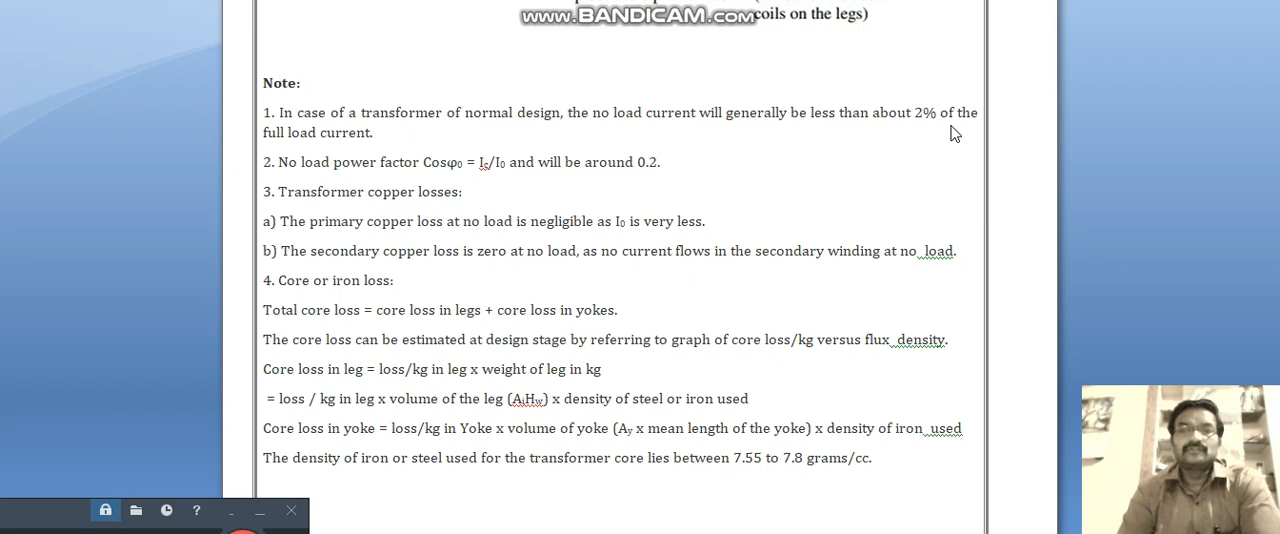 www.BANDICAM.com
coils on the legs)
Note:
1. In case of a transformer of normal design, the no load current will generally be less than about 2% of the
full load current.
2. No load power factor Cosφ₀ = Ic/I₀ and will be around 0.2.
3. Transformer copper losses:
a) The primary copper loss at no load is negligible as I₀ is very less.
b) The secondary copper loss is zero at no load, as no current flows in the secondary winding at no load.
4. Core or iron loss:
Total core loss = core loss in legs + core loss in yokes.
The core loss can be estimated at design stage by referring to graph of core loss/kg versus flux density.
Core loss in leg = loss/kg in leg x weight of leg in kg
= loss / kg in leg x volume of the leg (AᵢHw) x density of steel or iron used
Core loss in yoke = loss/kg in Yoke x volume of yoke (Ay x mean length of the yoke) x density of iron used
The density of iron or steel used for the transformer core lies between 7.55 to 7.8 grams/cc.
?